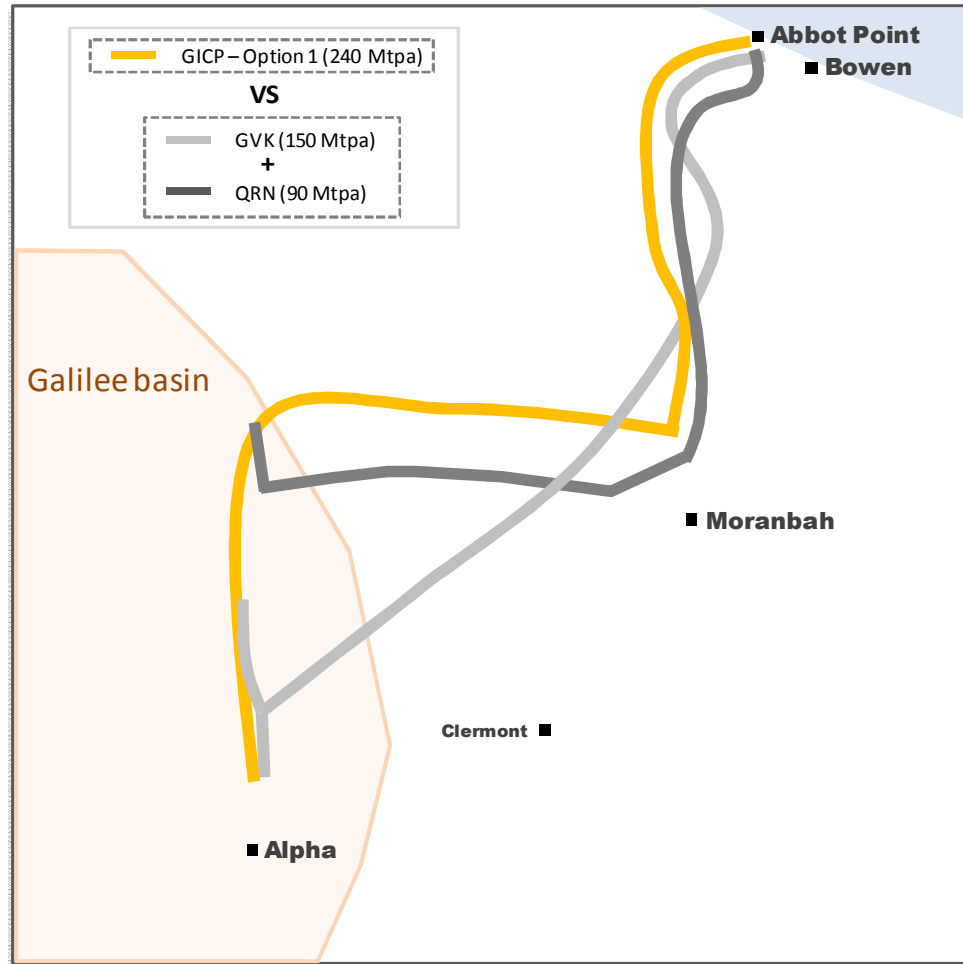 GICP – Option 1 (240 Mtpa)
VS
GVK (150 Mtpa)
+
QRN (90 Mtpa)
Abbot Point
Bowen
Galilee basin
Moranbah
Clermont
Alpha